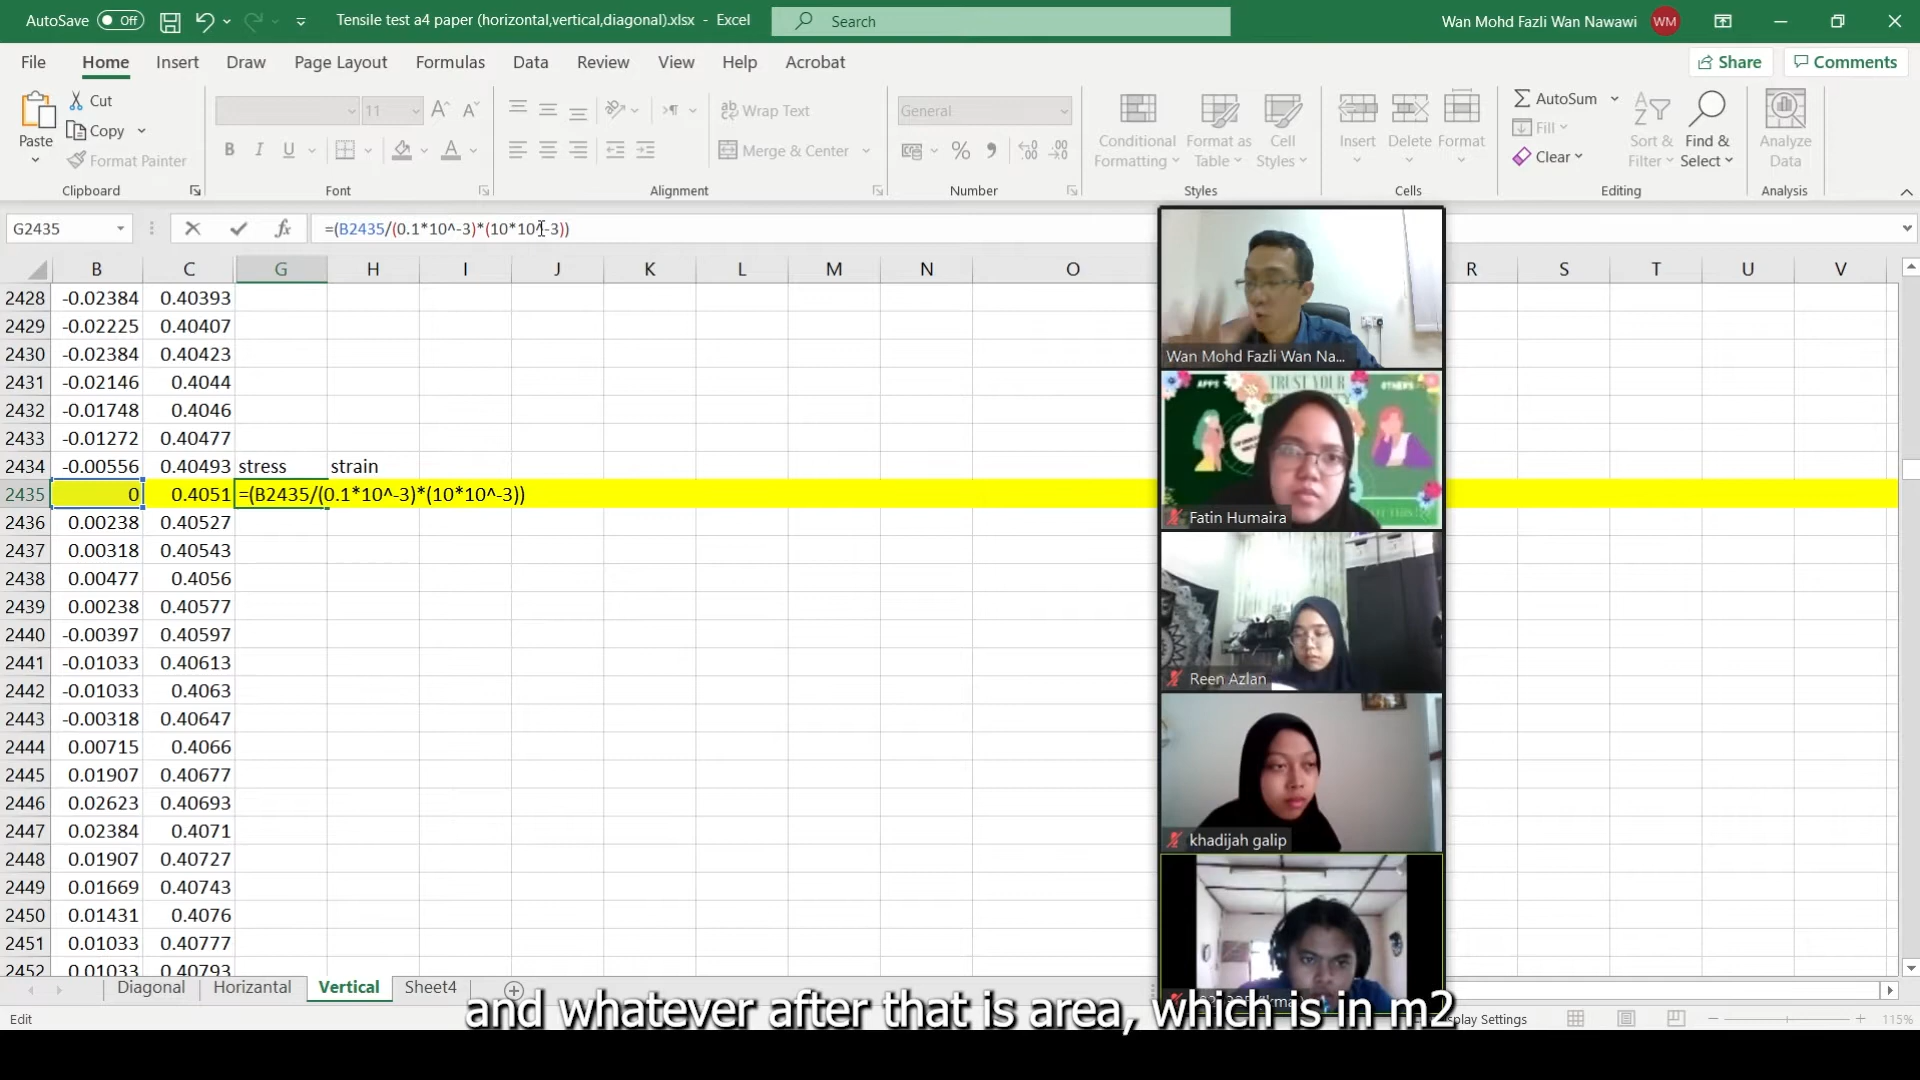 AutoSave Off Tensile test a4 paper (horizontal,vertical,diagonal).xlsx - Excel Search Wan Mohd Fazli Wan Nawawi WM
File Home Insert Draw Page Layout Formulas Data Review View Help Acrobat Share Comments
Paste Cut Copy Format Painter Clipboard
11 B I U A Font
Wrap Text Merge & Center Alignment
General % Number
Conditional Formatting Format as Table Cell Styles Styles
Insert Delete Format Cells
AutoSum Fill Clear Sort & Filter Find & Select Editing
Analyze Data Analysis
G2435 fx =(B2435/(0.1*10^-3)*(10*10^-3))
B C G H I J K L M N O R S T U V
2428 -0.02384 0.40393
2429 -0.02225 0.40407
2430 -0.02384 0.40423
2431 -0.02146 0.4044
2432 -0.01748 0.4046
2433 -0.01272 0.40477
2434 -0.00556 0.40493 stress strain
2435 0 0.4051 =(B2435/(0.1*10^-3)*(10*10^-3))
2436 0.00238 0.40527
2437 0.00318 0.40543
2438 0.00477 0.4056
2439 0.00238 0.40577
2440 -0.00397 0.40597
2441 -0.01033 0.40613
2442 -0.01033 0.4063
2443 -0.00318 0.40647
2444 0.00715 0.4066
2445 0.01907 0.40677
2446 0.02623 0.40693
2447 0.02384 0.4071
2448 0.01907 0.40727
2449 0.01669 0.40743
2450 0.01431 0.4076
2451 0.01033 0.40777
2452 0.01033 0.40793
Wan Mohd Fazli Wan Na...
APPS TRUST YOUR OTHERS
Fatin Humaira
Reen Azlan
khadijah galip
Diagonal Horizantal Vertical Sheet4
and whatever after that is area, which is in m2
Edit Display Settings 115%